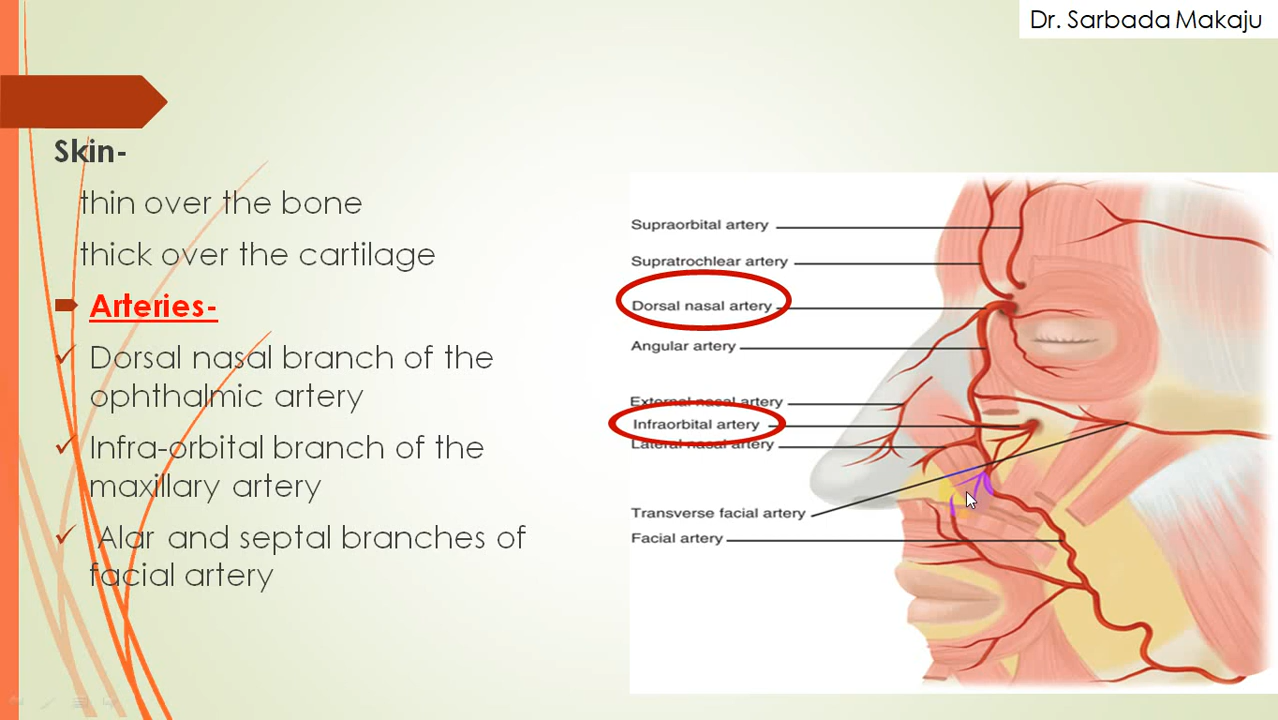 Dr. Sarbada Makaju
Skin-
thin over the bone
thick over the cartilage
Arteries-
Dorsal nasal branch of the
ophthalmic artery
Infra-orbital branch of the
maxillary artery
Alar and septal branches of
facial artery
Supraorbital artery
Supratrochlear artery
Dorsal nasal artery
Angular artery
External nasal artery
Infraorbital artery
Lateral nasal artery
Transverse facial artery
Facial artery